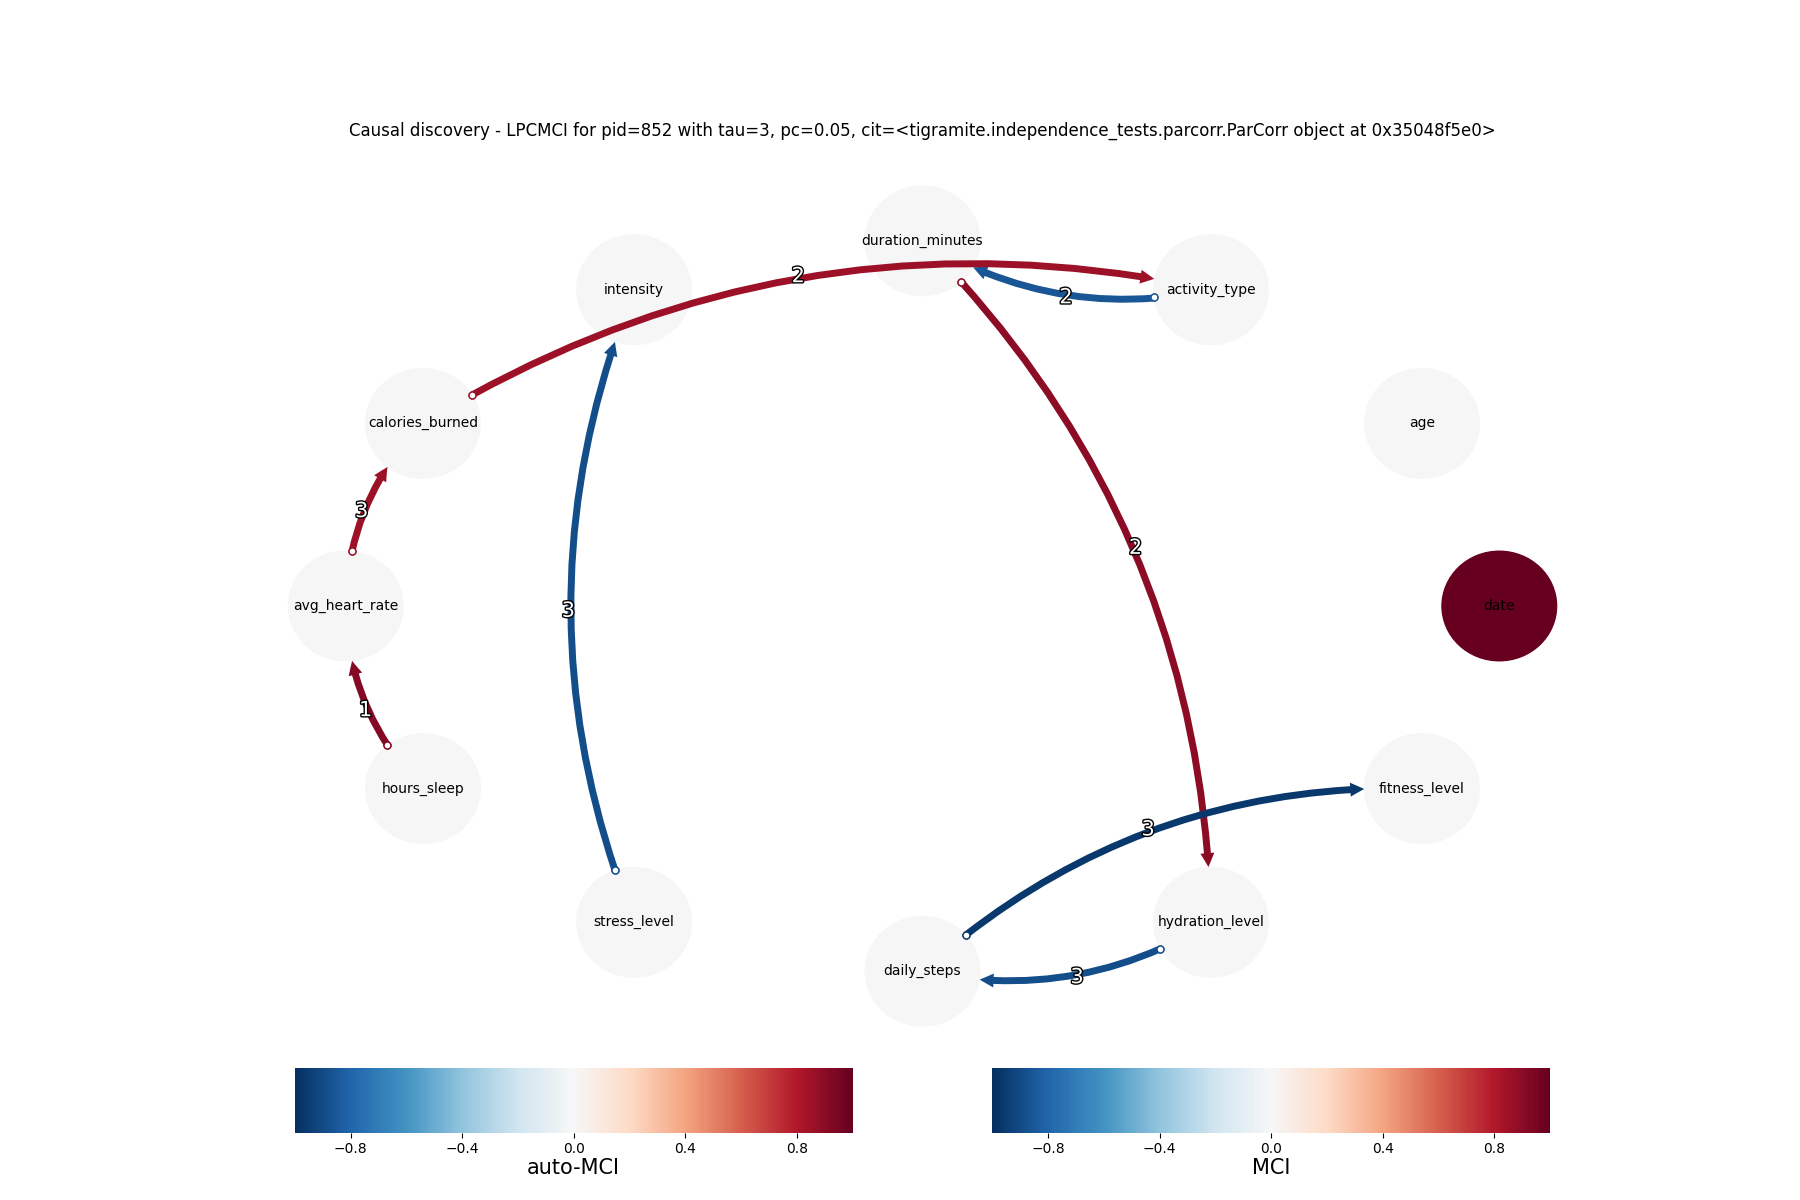 Causal discovery - LPCMCI for pid=852 with tau=3, pc=0.05, cit=<tigramite.independence_tests.parcorr.ParCorr object at 0x35048f5e0>
duration_minutes
intensity
activity_type
2
2
calories_burned
age
3
2
avg_heart_rate
date
3
1
hours_sleep
fitness_level
3
stress_level
hydration_level
daily_steps
3
−0.8 −0.4 0.0 0.4 0.8
auto-MCI
−0.8 −0.4 0.0 0.4 0.8
MCI